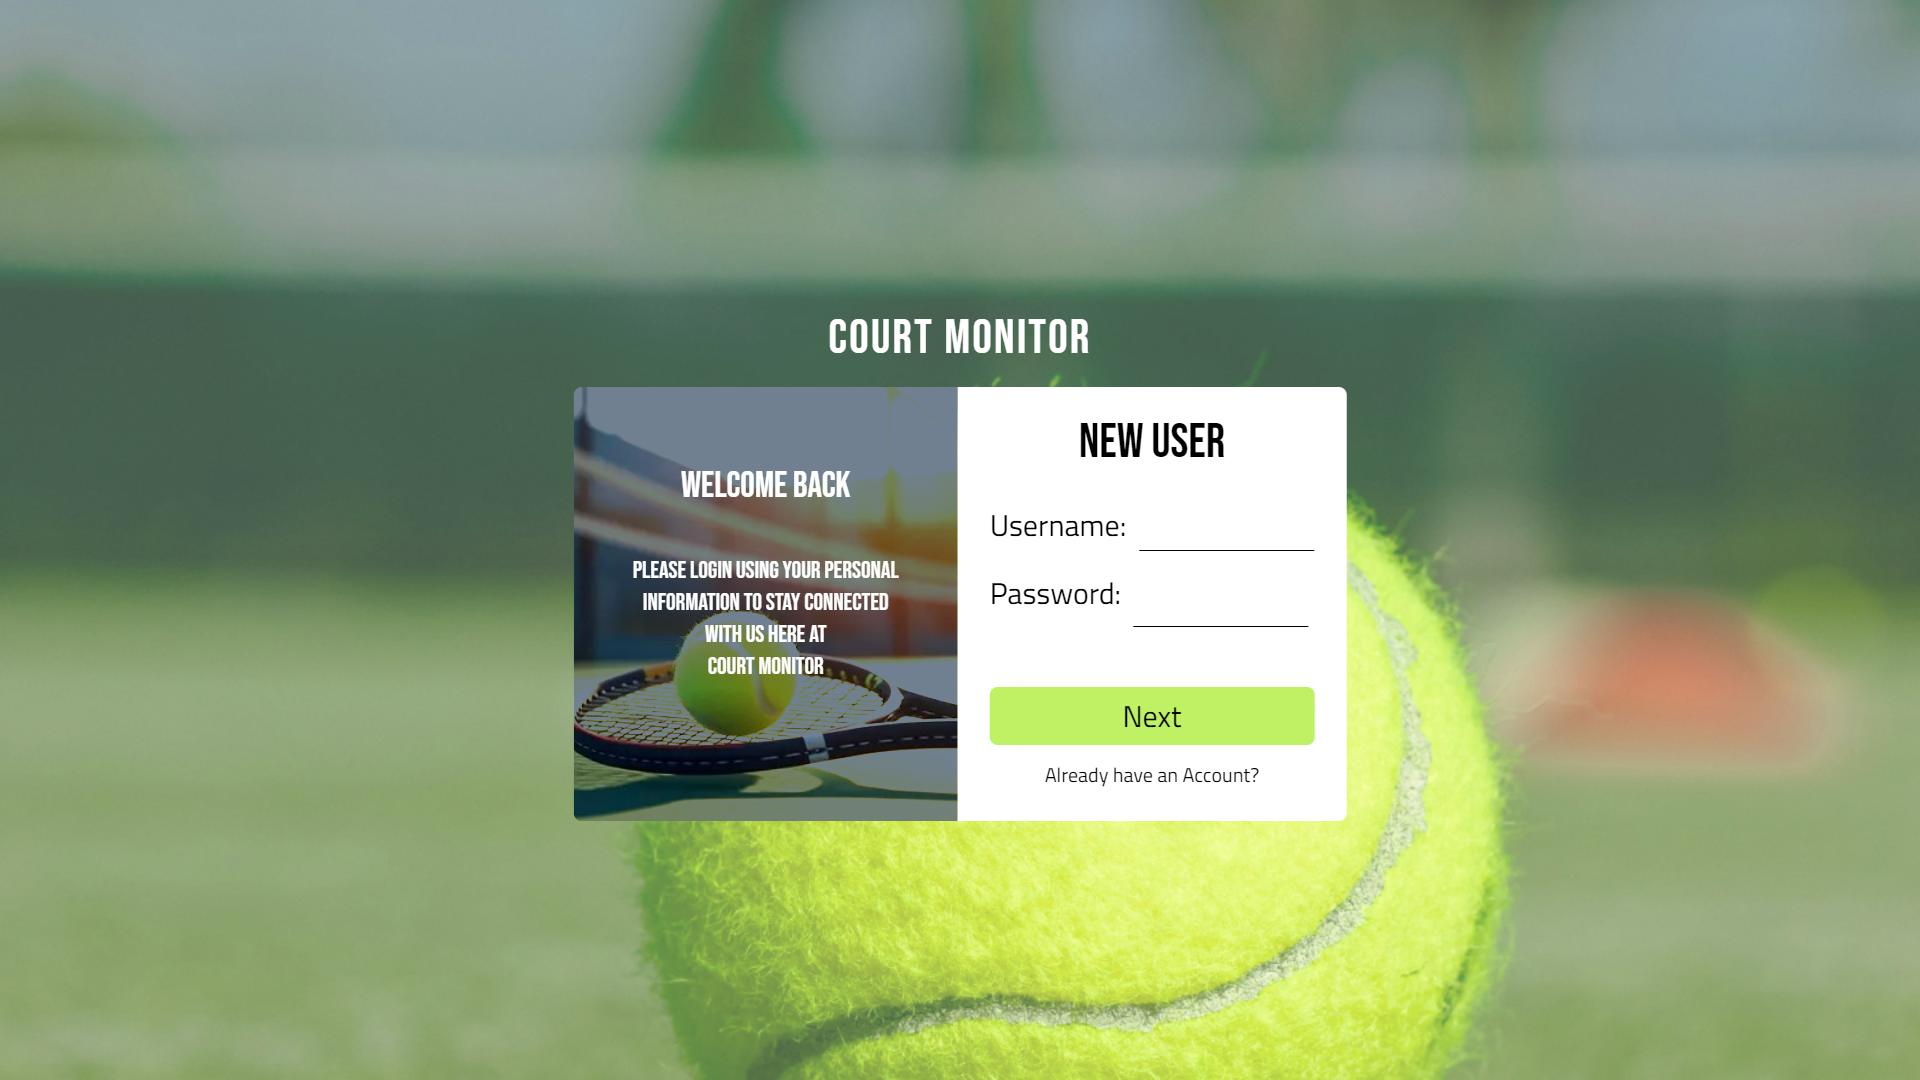 COURT MONITOR
WELCOME BACK
PLEASE LOGIN USING YOUR PERSONAL
INFORMATION TO STAY CONNECTED
WITH US HERE AT
COURT MONITOR
NEW USER
Username:
Password:
Next
Already have an Account?